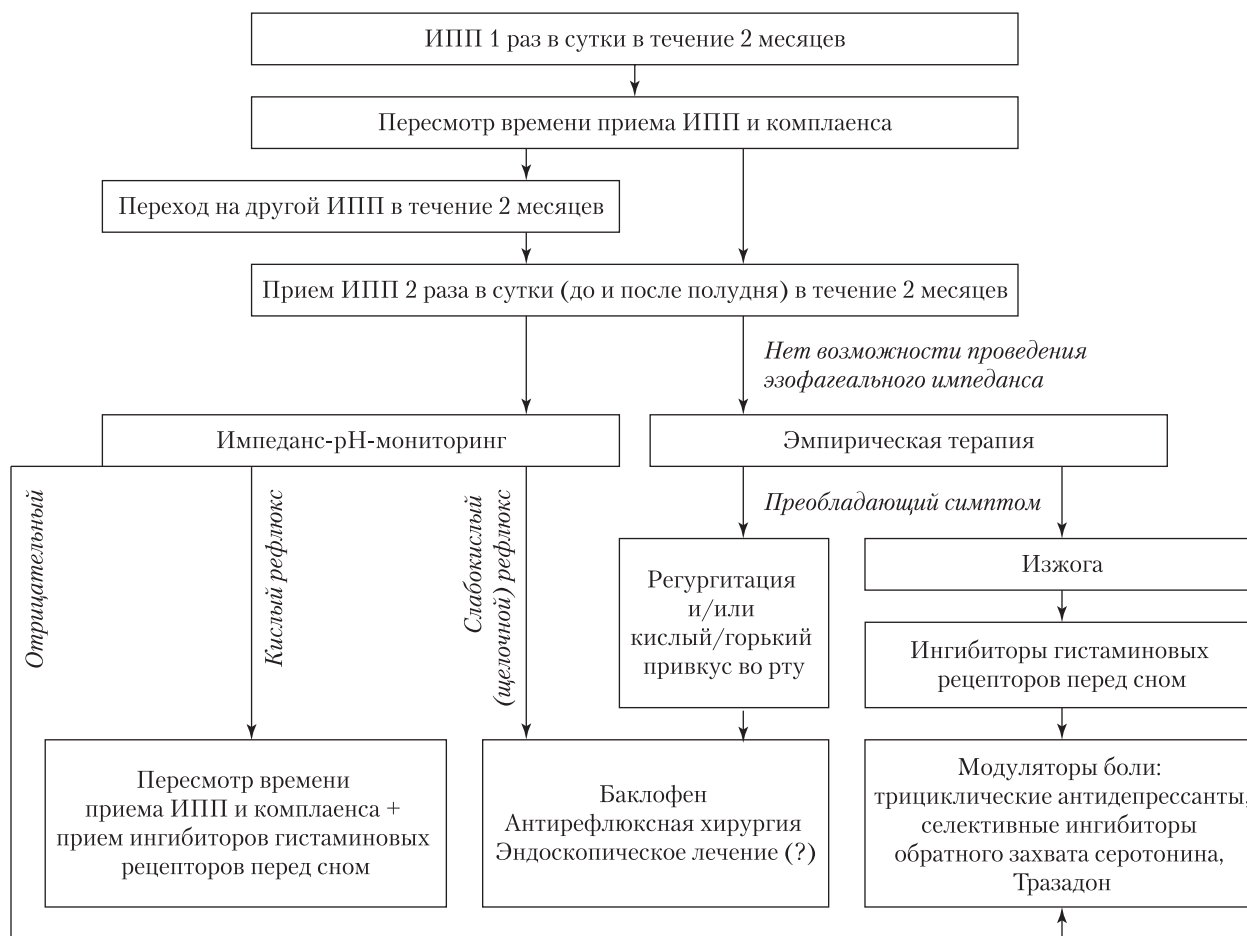 ИПП 1 раз в сутки в течение 2 месяцев
Пересмотр времени приема ИПП и комплаенса
Переход на другой ИПП в течение 2 месяцев
Прием ИПП 2 раза в сутки (до и после полудня) в течение 2 месяцев
Нет возможности проведения
эзофагеального импеданса
Импеданс-pH-мониторинг
Эмпирическая терапия
Отрицательный
Кислый рефлюкс
Слабокислый
(щелочной) рефлюкс
Преобладающий симптом
Регургитация
и/или
кислый/горький
привкус во рту
Изжога
Ингибиторы гистаминовых
рецепторов перед сном
Пересмотр времени
приема ИПП и комплаенса +
прием ингибиторов гистаминовых
рецепторов перед сном
Баклофен
Антирефлюксная хирургия
Эндоскопическое лечение (?)
Модуляторы боли:
трициклические антидепрессанты,
селективные ингибиторы
обратного захвата серотонина,
Тразадон